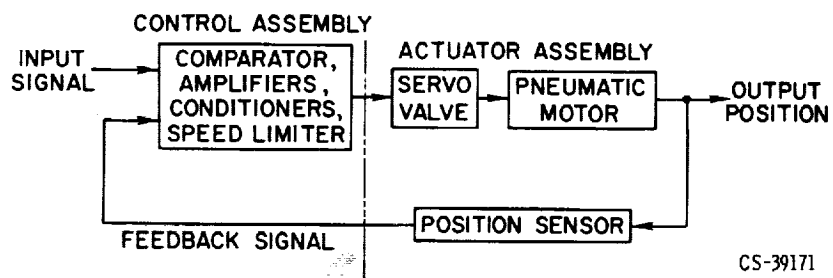 CONTROL ASSEMBLY
INPUT
SIGNAL
COMPARATOR,
AMPLIFIERS,
CONDITIONERS,
SPEED LIMITER
ACTUATOR ASSEMBLY
SERVO
VALVE
PNEUMATIC
MOTOR
OUTPUT
POSITION
POSITION SENSOR
FEEDBACK SIGNAL
CS-39171